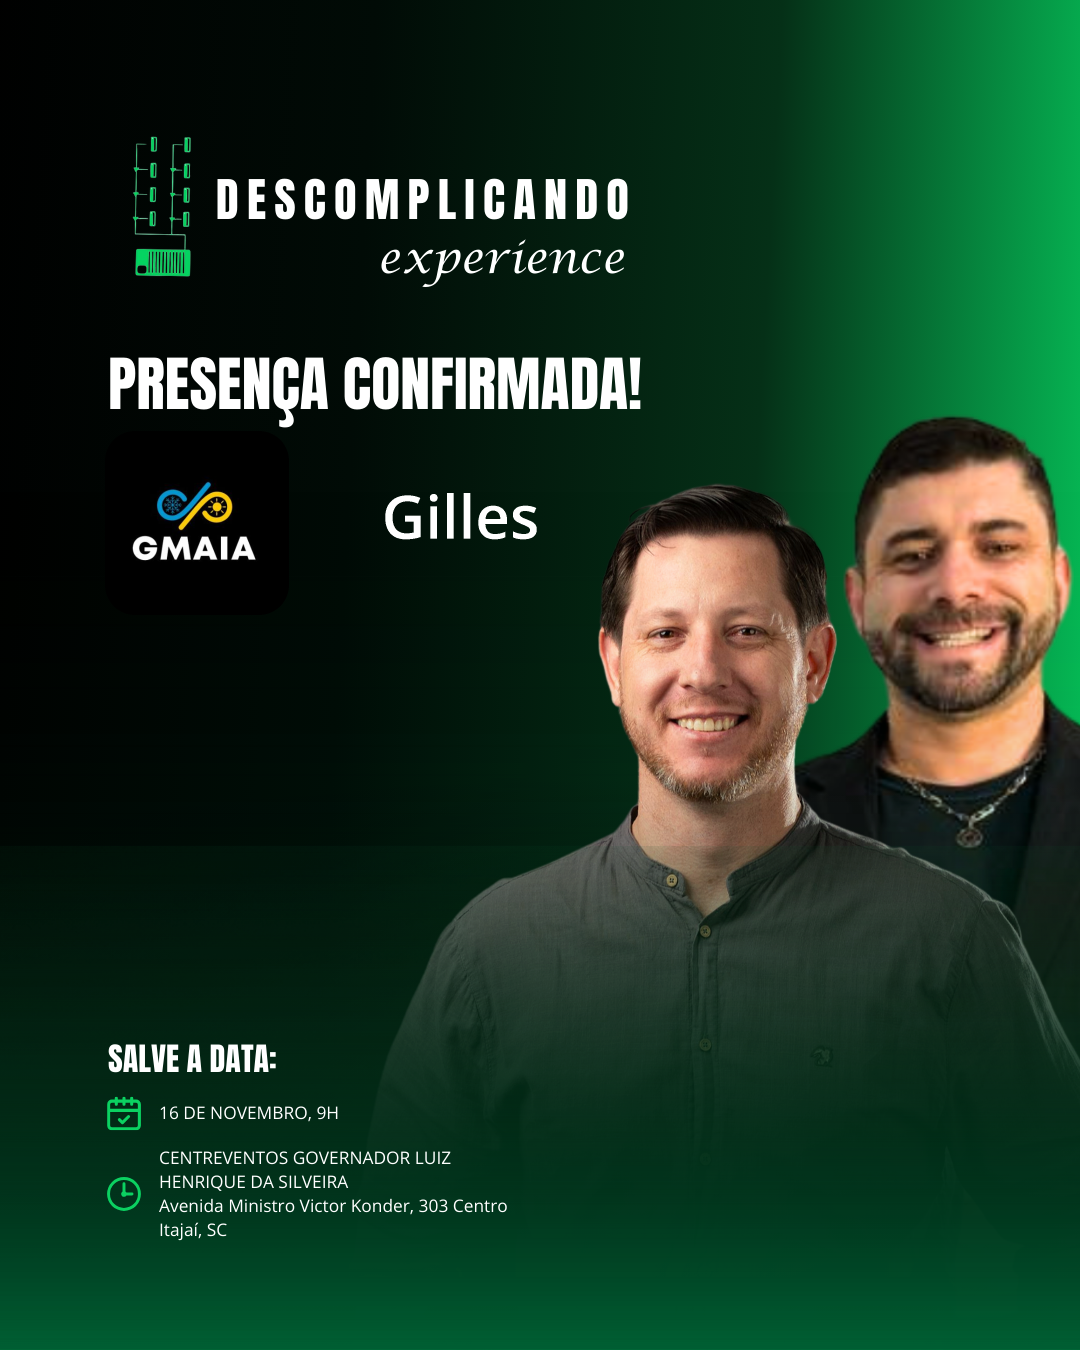 DESCOMPLICANDO
experience
PRESENÇA CONFIRMADA!
GMAIA
Gilles
SALVE A DATA:
16 DE NOVEMBRO, 9H
CENTREVENTOS GOVERNADOR LUIZ
HENRIQUE DA SILVEIRA
Avenida Ministro Victor Konder, 303 Centro
Itajaí, SC